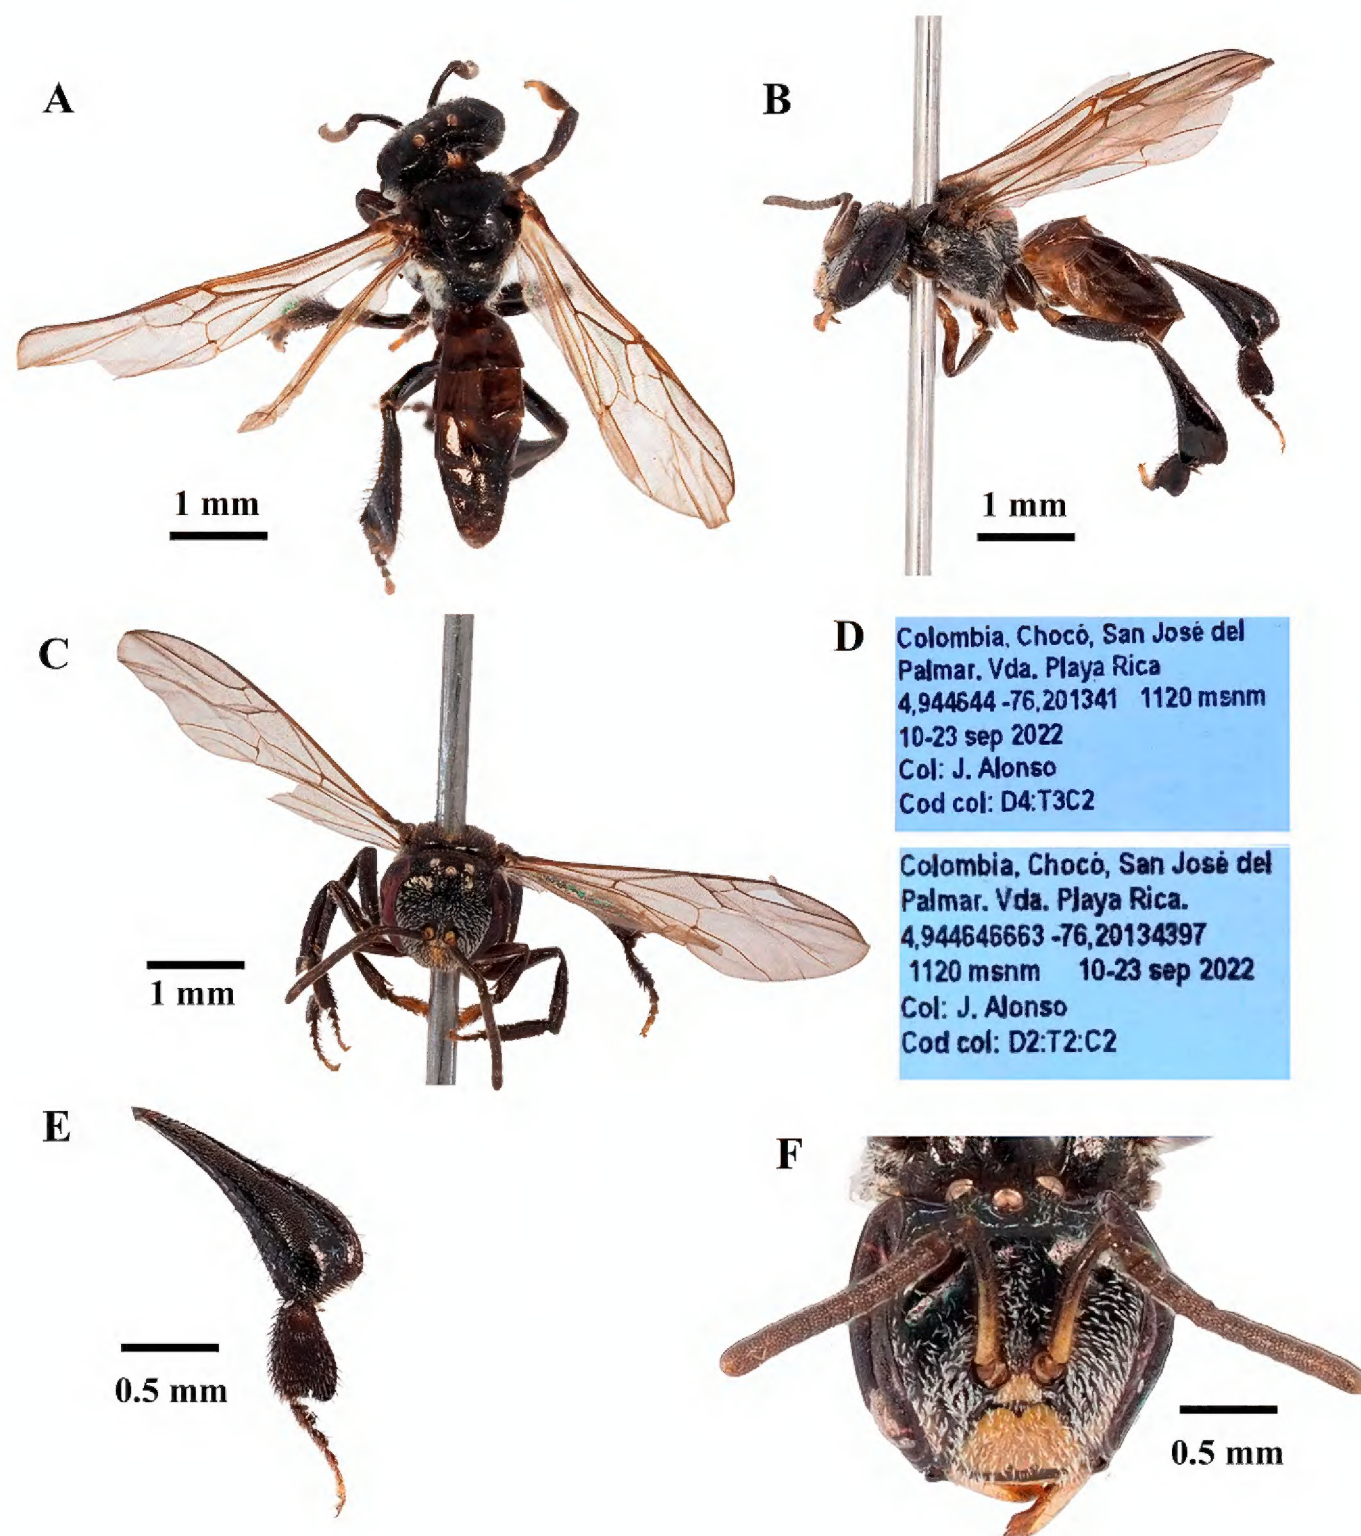 A
B
1 mm
1 mm
C
D
Colombia, Chocó, San José del
Palmar. Vda. Playa Rica
4,944644 -76,201341 1120 msnm
10-23 sep 2022
Col: J. Alonso
Cod col: D4:T3C2
Colombia, Chocó, San José del
Palmar. Vda. Playa Rica.
4,944646663 -76,20134397
1120 msnm 10-23 sep 2022
Col: J. Alonso
Cod col: D2:T2:C2
1 mm
E
F
0.5 mm
0.5 mm